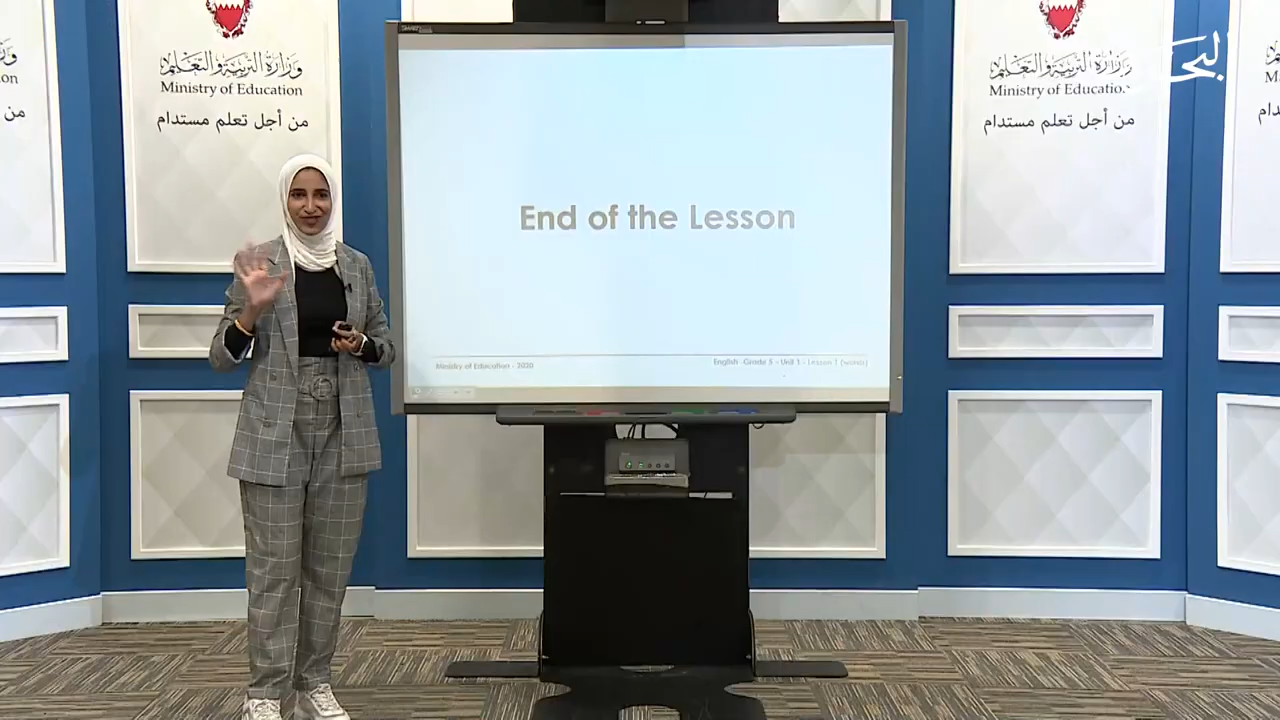 وزارة التربية والتعليم
Ministry of Education
من أجل تعلم مستدام
End of the Lesson
Ministry of Education - 2020
English - Grade 5 - Unit 1 - Lesson 1
وزارة التربية والتعليم
Ministry of Education
من أجل تعلم مستدام